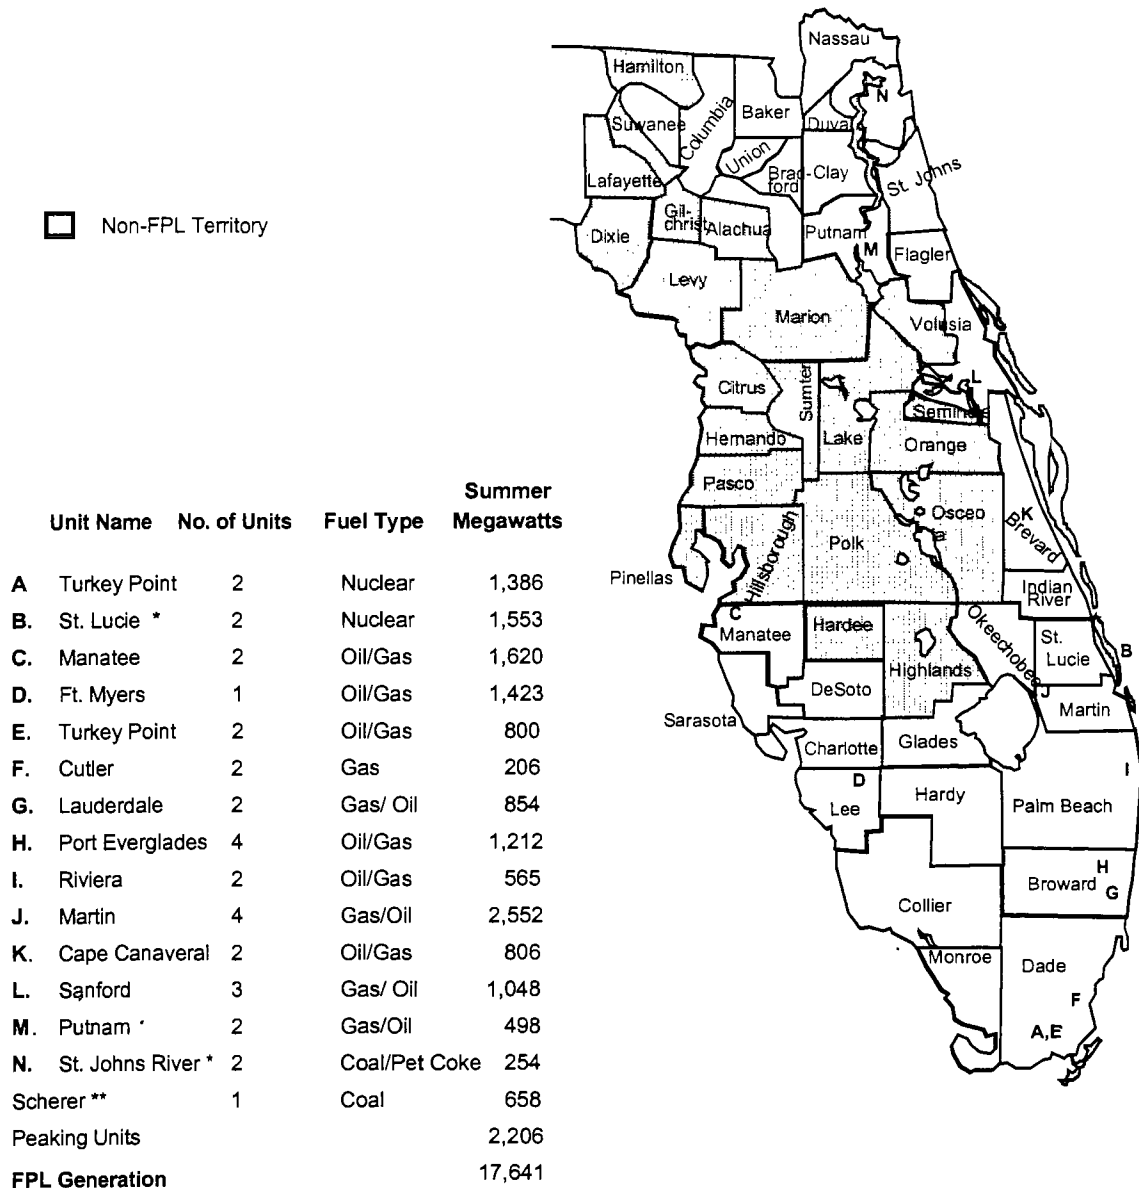 Nassau
Hamilton
N
Baker
Columbia
Duva
Suwanee
Union
Brad-Clay
ford
St. Johns
Lafayette
Gil-
christ
Alachua
Non-FPL Territory
Dixie
Putnam
M
Flagler
Levy
Marion
Volusia
L
Citrus
Sumter
Seminole
Hernando
Lake
Orange
Pasco
Osceo
la
K
Brevard
Polk
Hillsborough
Pinellas
Indian
River
C
Manatee
Hardee
Okeechobee
St.
Lucie
B
Highlands
DeSoto
J
Martin
Sarasota
Charlotte
Glades
I
D
Lee
Hardy
Palm Beach
H
Broward
G
Collier
Monroe
Dade
F
A,E
Summer
Unit Name No. of Units Fuel Type Megawatts
A Turkey Point 2 Nuclear 1,386
B. St. Lucie * 2 Nuclear 1,553
C. Manatee 2 Oil/Gas 1,620
D. Ft. Myers 1 Oil/Gas 1,423
E. Turkey Point 2 Oil/Gas 800
F. Cutler 2 Gas 206
G. Lauderdale 2 Gas/ Oil 854
H. Port Everglades 4 Oil/Gas 1,212
I. Riviera 2 Oil/Gas 565
J. Martin 4 Gas/Oil 2,552
K. Cape Canaveral 2 Oil/Gas 806
L. Sanford 3 Gas/ Oil 1,048
M. Putnam 2 Gas/Oil 498
N. St. Johns River * 2 Coal/Pet Coke 254
Scherer ** 1 Coal 658
Peaking Units 2,206
FPL Generation 17,641